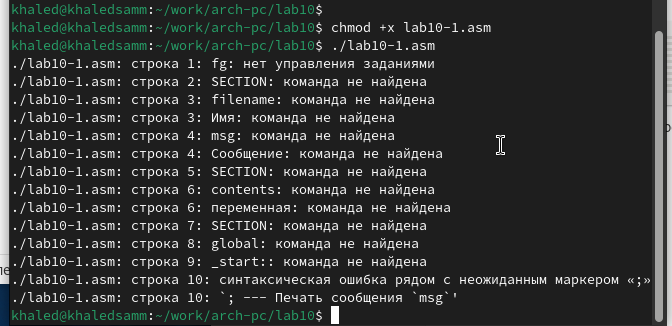 khaled@khaledsamm:~/work/arch-pc/lab10$
khaled@khaledsamm:~/work/arch-pc/lab10$ chmod +x lab10-1.asm
khaled@khaledsamm:~/work/arch-pc/lab10$ ./lab10-1.asm
./lab10-1.asm: строка 1: fg: нет управления заданиями
./lab10-1.asm: строка 2: SECTION: команда не найдена
./lab10-1.asm: строка 3: filename: команда не найдена
./lab10-1.asm: строка 3: Имя: команда не найдена
./lab10-1.asm: строка 4: msg: команда не найдена
./lab10-1.asm: строка 4: Сообщение: команда не найдена
./lab10-1.asm: строка 5: SECTION: команда не найдена
./lab10-1.asm: строка 6: contents: команда не найдена
./lab10-1.asm: строка 6: переменная: команда не найдена
./lab10-1.asm: строка 7: SECTION: команда не найдена
./lab10-1.asm: строка 8: global: команда не найдена
./lab10-1.asm: строка 9: _start:: команда не найдена
./lab10-1.asm: строка 10: синтаксическая ошибка рядом с неожиданным маркером «;»
./lab10-1.asm: строка 10: `; --- Печать сообщения `msg`'
khaled@khaledsamm:~/work/arch-pc/lab10$